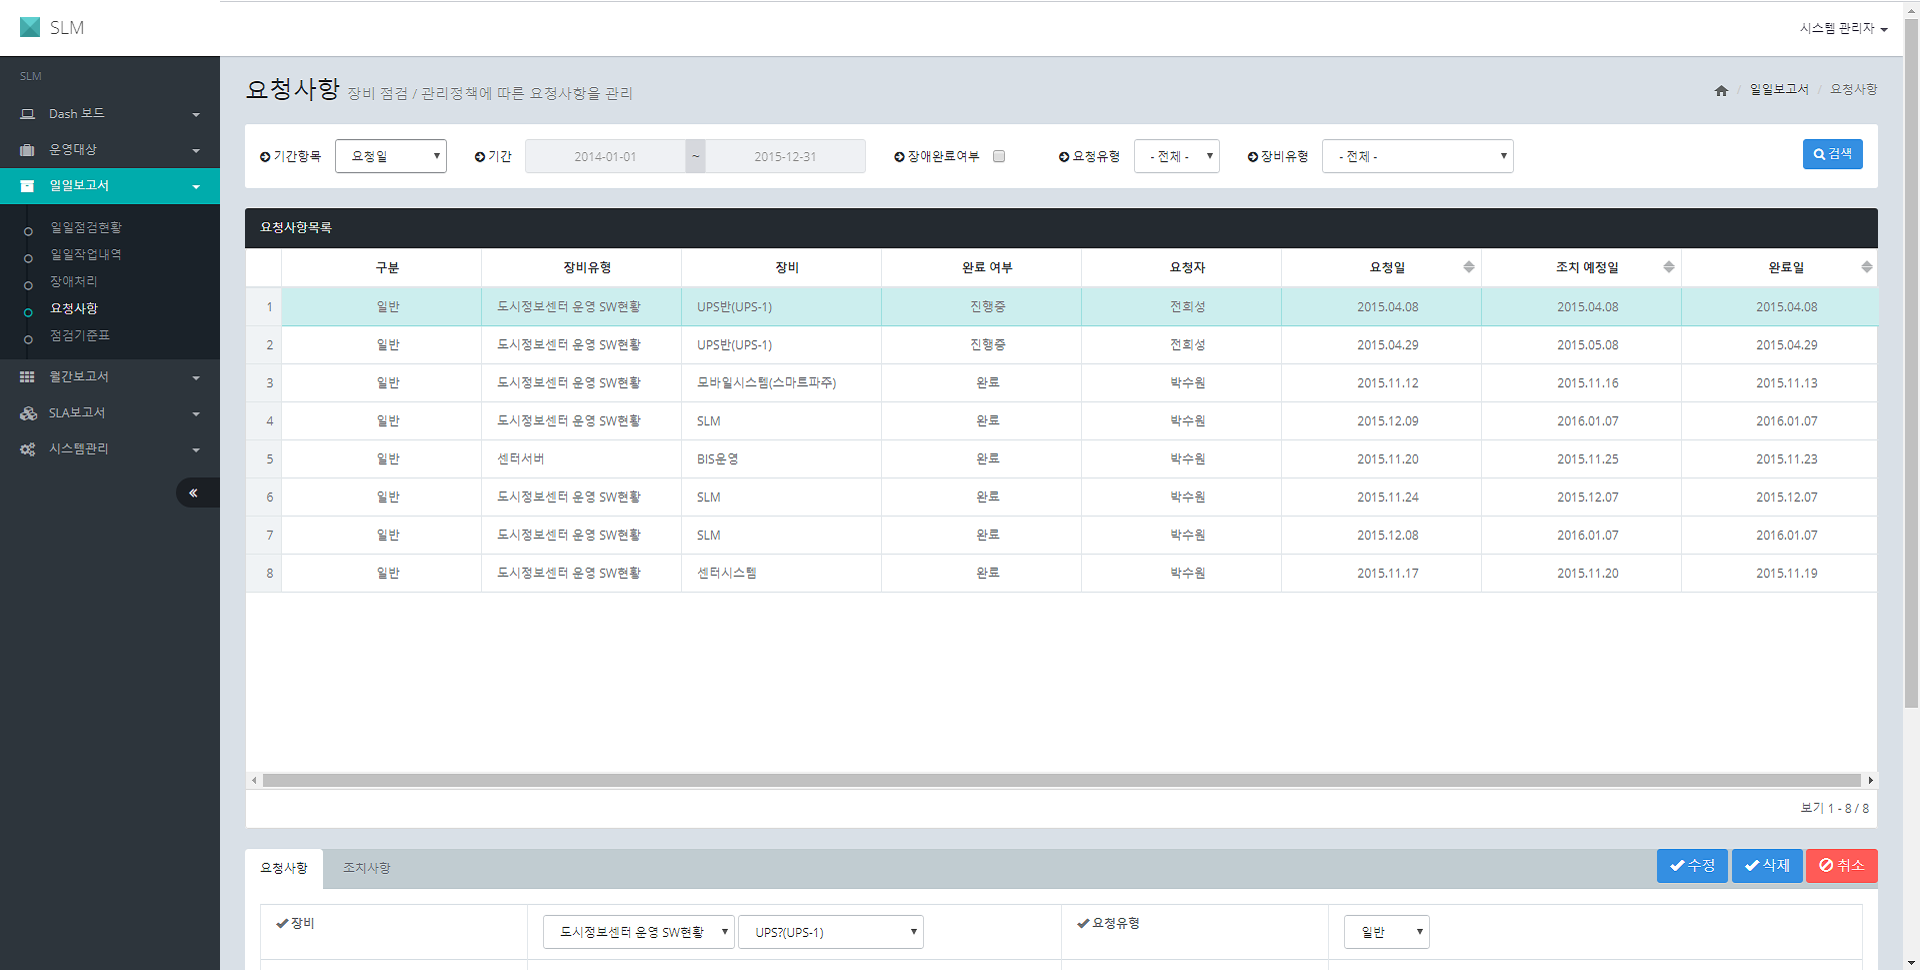 SLM
시스템 관리자
SLM
Dash 보드
운영대상
일일보고서
일일점검현황
일일작업내역
장애처리
요청사항
점검기준표
월간보고서
SLA보고서
시스템관리
요청사항 장비 점검 / 관리정책에 따른 요청사항을 관리
일일보고서 / 요청사항
기간항목 요청일 기간 2014-01-01 ~ 2015-12-31 장애완료여부 요청유형 - 전체 - 장비유형 - 전체 - 검색
요청사항목록
구분 장비유형 장비 완료 여부 요청자 요청일 조치 예정일 완료일
1 일반 도시정보센터 운영 SW현황 UPS반(UPS-1) 진행중 전희성 2015.04.08 2015.04.08 2015.04.08
2 일반 도시정보센터 운영 SW현황 UPS반(UPS-1) 진행중 전희성 2015.04.29 2015.05.08 2015.04.29
3 일반 도시정보센터 운영 SW현황 모바일시스템(스마트파주) 완료 박수원 2015.11.12 2015.11.16 2015.11.13
4 일반 도시정보센터 운영 SW현황 SLM 완료 박수원 2015.12.09 2016.01.07 2016.01.07
5 일반 센터서버 BIS운영 완료 박수원 2015.11.20 2015.11.25 2015.11.23
6 일반 도시정보센터 운영 SW현황 SLM 완료 박수원 2015.11.24 2015.12.07 2015.12.07
7 일반 도시정보센터 운영 SW현황 SLM 완료 박수원 2015.12.08 2016.01.07 2016.01.07
8 일반 도시정보센터 운영 SW현황 센터시스템 완료 박수원 2015.11.17 2015.11.20 2015.11.19
보기 1 - 8 / 8
요청사항 조치사항 수정 삭제 취소
장비 도시정보센터 운영 SW현황 UPS?(UPS-1) 요청유형 일반